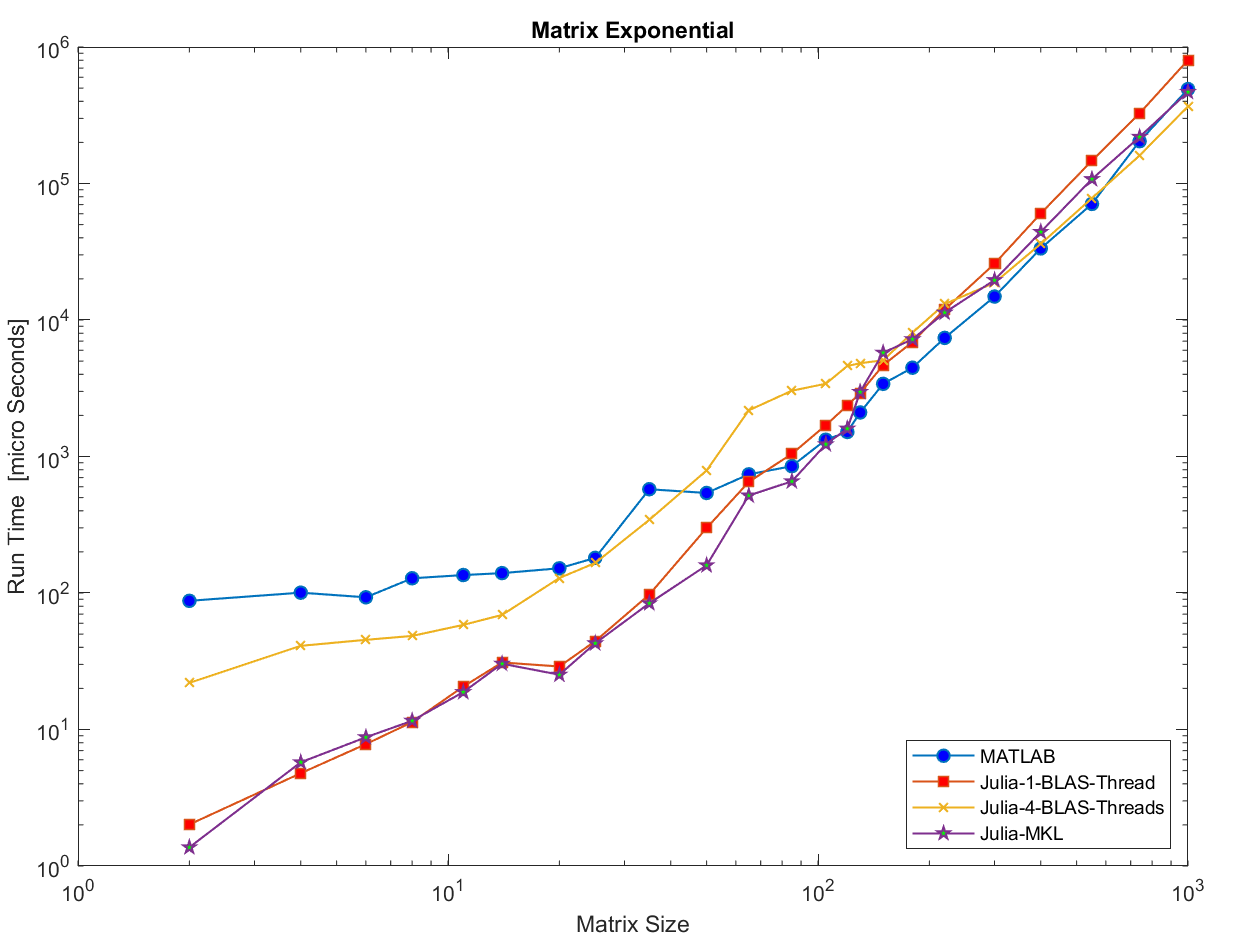 Matrix Exponential
Run Time [micro Seconds]
10^6
10^5
10^4
10^3
10^2
10^1
10^0
10^0 10^1 10^2 10^3
Matrix Size
MATLAB
Julia-1-BLAS-Thread
Julia-4-BLAS-Threads
Julia-MKL